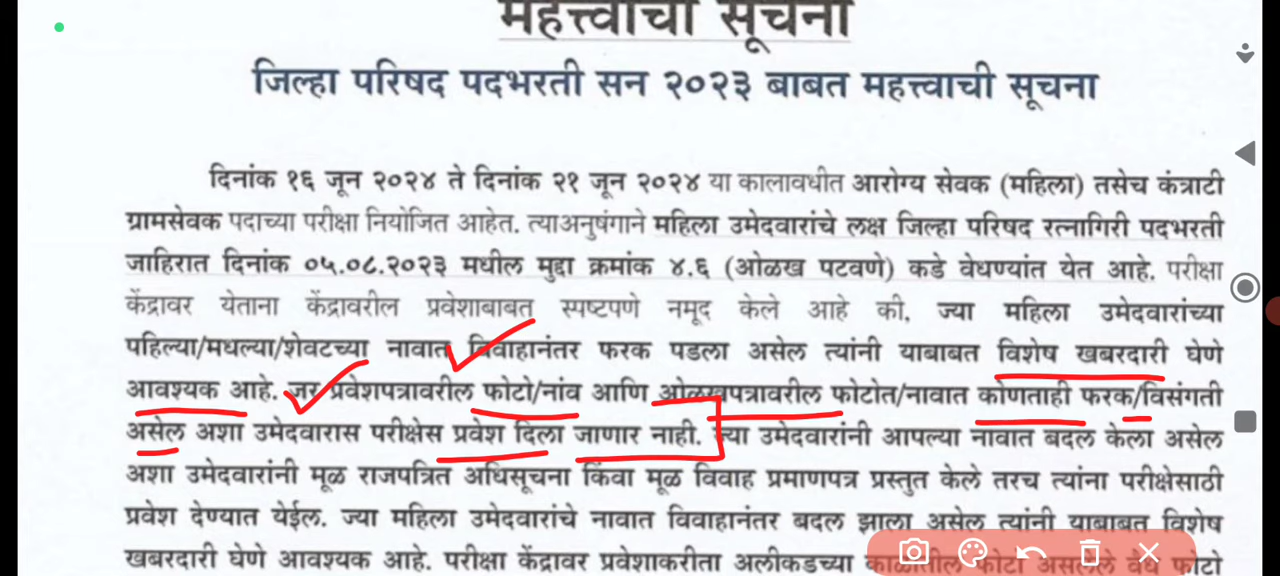 महत्त्वाची सूचना
जिल्हा परिषद पदभरती सन २०२३ बाबत महत्त्वाची सूचना
दिनांक १६ जून २०२४ ते दिनांक २१ जून २०२४ या कालावधीत आरोग्य सेवक (महिला) तसेच कंत्राटी
ग्रामसेवक पदाच्या परीक्षा नियोजित आहेत. त्याअनुषंगाने महिला उमेदवारांचे लक्ष जिल्हा परिषद रत्नागिरी पदभरती
जाहिरात दिनांक ०५.०८.२०२३ मधील मुद्दा क्रमांक ४.६ (ओळख पटवणे) कडे वेधण्यांत येत आहे. परीक्षा
केंद्रावर येताना केंद्रावरील प्रवेशाबाबत स्पष्टपणे नमूद केले आहे की, ज्या महिला उमेदवारांच्या
पहिल्या/मधल्या/शेवटच्या नावात विवाहानंतर फरक पडला असेल त्यांनी याबाबत विशेष खबरदारी घेणे
आवश्यक आहे. जर प्रवेशपत्रावरील फोटो/नांव आणि ओळखपत्रावरील फोटोत/नावात कोणताही फरक/विसंगती
असेल अशा उमेदवारास परीक्षेस प्रवेश दिला जाणार नाही. ज्या उमेदवारांनी आपल्या नावात बदल केला असेल
अशा उमेदवारांनी मूळ राजपत्रित अधिसूचना किंवा मूळ विवाह प्रमाणपत्र प्रस्तुत केले तरच त्यांना परीक्षेसाठी
प्रवेश देण्यात येईल. ज्या महिला उमेदवारांचे नावात विवाहानंतर बदल झाला असेल त्यांनी याबाबत विशेष
खबरदारी घेणे आवश्यक आहे. परीक्षा केंद्रावर प्रवेशाकरीता अलीकडच्या काळातील फोटो असलेले वैध फोटो